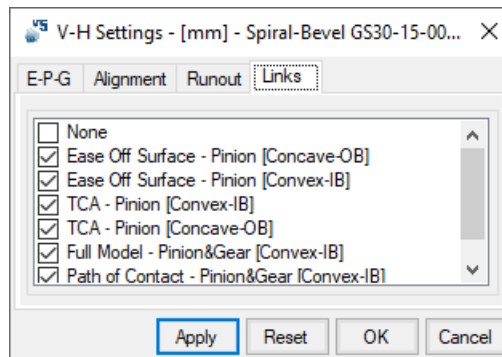 V-H Settings - [mm] - Spiral-Bevel GS30-15-00...
E-P-G Alignment Runout Links
None
Ease Off Surface - Pinion [Concave-OB]
Ease Off Surface - Pinion [Convex-IB]
TCA - Pinion [Convex-IB]
TCA - Pinion [Concave-OB]
Full Model - Pinion&Gear [Convex-IB]
Path of Contact - Pinion&Gear [Convex-IB]
Apply Reset OK Cancel